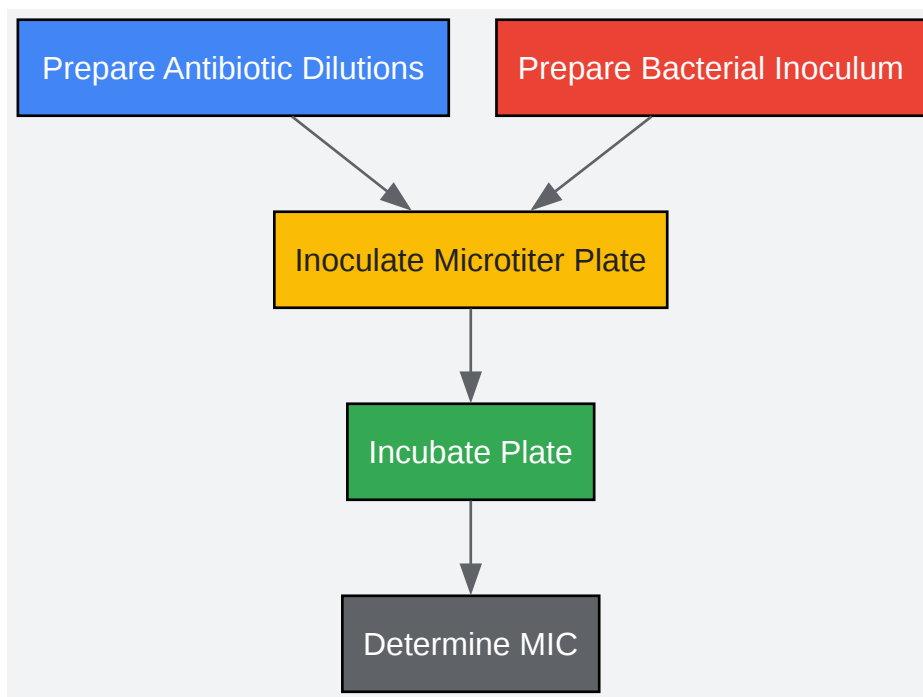 Prepare Antibiotic Dilutions
Prepare Bacterial Inoculum
Inoculate Microtiter Plate
Incubate Plate
Determine MIC